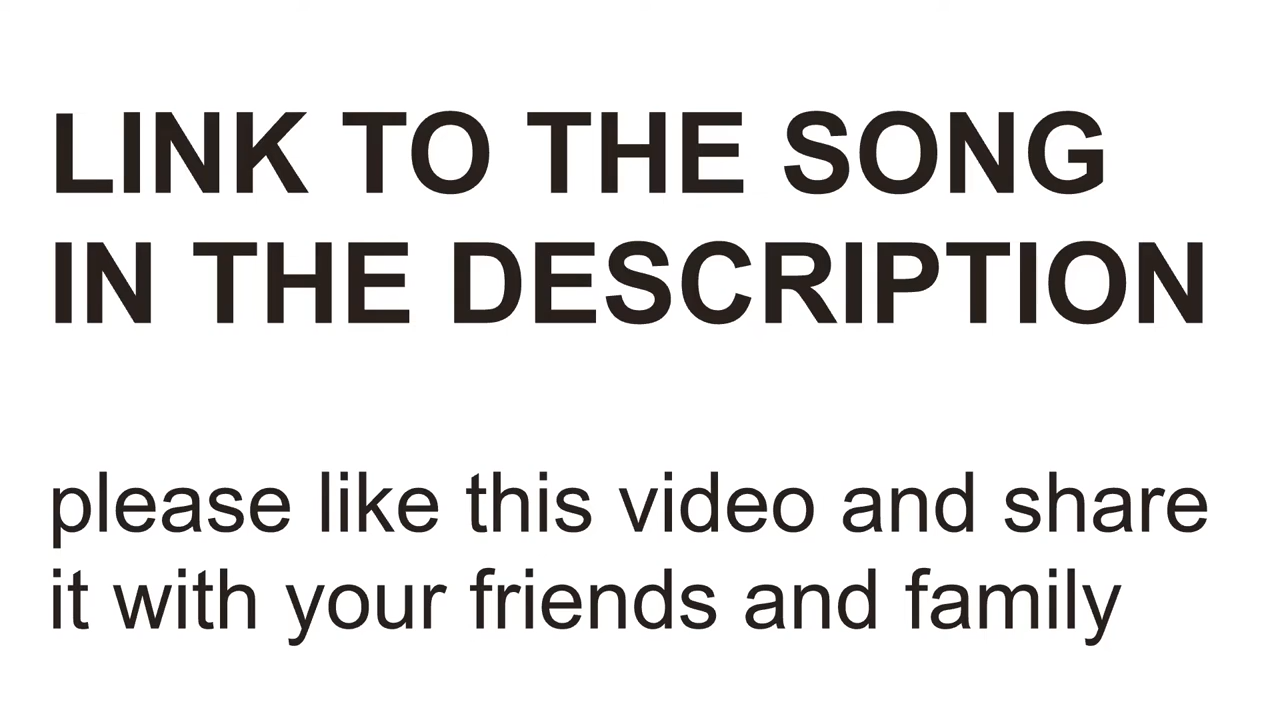 LINK TO THE SONG
IN THE DESCRIPTION
please like this video and share
it with your friends and family